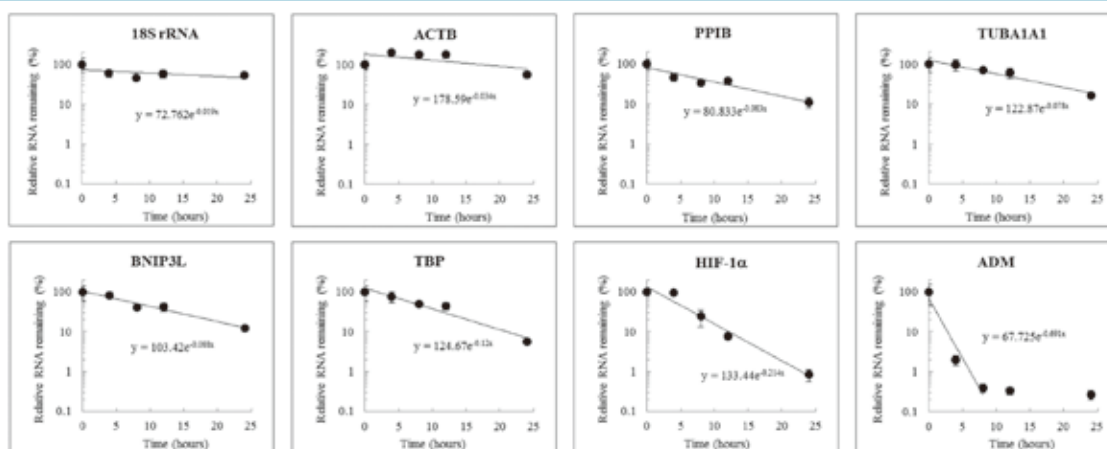 18S rRNA
Relative RNA remaining (%)
100
10
1
0.1
y = 72.762e-0.019x
0 5 10 15 20 25
Time (hours)
ACTB
Relative RNA remaining (%)
100
10
1
0.1
y = 178.59e-0.034x
0 5 10 15 20 25
Time (hours)
PPIB
Relative RNA remaining (%)
100
10
1
0.1
y = 80.833e-0.083x
0 5 10 15 20 25
Time (hours)
TUBA1A1
Relative RNA remaining (%)
100
10
1
0.1
y = 122.87e-0.078x
0 5 10 15 20 25
Time (hours)
BNIP3L
Relative RNA remaining (%)
100
10
1
0.1
y =
0 5 10 15 20 25
Time (hours)
TBP
Relative RNA remaining (%)
100
10
1
0.1
y = 124.67e-0.12x
0 5 10 15 20 25
Time (hours)
HIF-1α
Relative RNA remaining (%)
100
10
1
0.1
y = 133.44e-0.214x
0 5 10 15 20 25
Time (hours)
ADM
Relative RNA remaining (%)
100
10
1
0.1
y = 67.725e-0.691x
0 5 10 15 20 25
Time (hours)